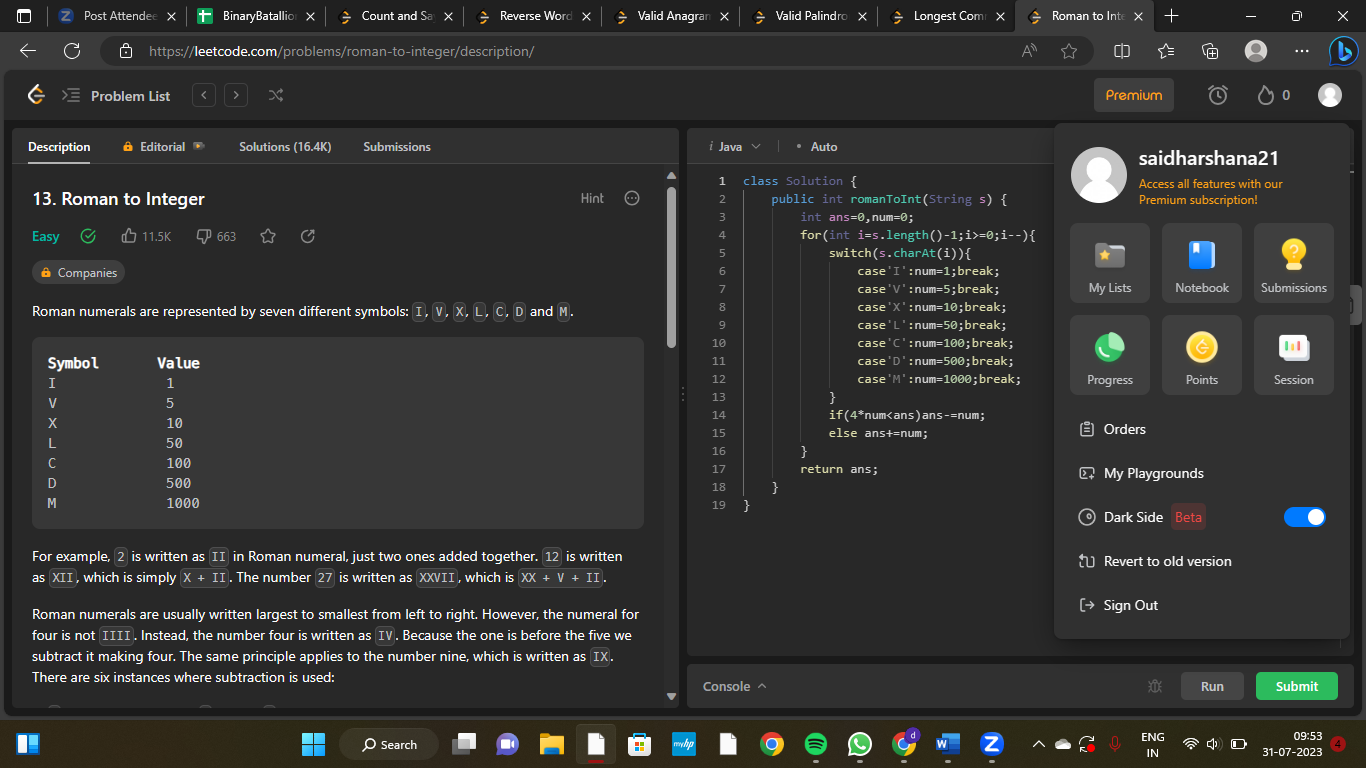 Post Attendee
BinaryBatallion
Count and Say
Reverse Word
Valid Anagram
Valid Palindro
Longest Com
Roman to Inte
https://leetcode.com/problems/roman-to-integer/description/
Problem List
Premium
0
Description
Editorial
Solutions (16.4K)
Submissions
13. Roman to Integer
Hint
Easy
11.5K
663
Companies
Roman numerals are represented by seven different symbols: I, V, X, L, C, D and M.
Symbol Value
I 1
V 5
X 10
L 50
C 100
D 500
M 1000
For example, 2 is written as II in Roman numeral, just two ones added together. 12 is written
as XII, which is simply X + II. The number 27 is written as XXVII, which is XX + V + II.
Roman numerals are usually written largest to smallest from left to right. However, the numeral for
four is not IIII. Instead, the number four is written as IV. Because the one is before the five we
subtract it making four. The same principle applies to the number nine, which is written as IX.
There are six instances where subtraction is used:
i Java
• Auto
1 class Solution {
2 public int romanToInt(String s) {
3 int ans=0,num=0;
4 for(int i=s.length()-1;i>=0;i--){
5 switch(s.charAt(i)){
6 case'I':num=1;break;
7 case'V':num=5;break;
8 case'X':num=10;break;
9 case'L':num=50;break;
10 case'C':num=100;break;
11 case'D':num=500;break;
12 case'M':num=1000;break;
13 }
14 if(4*num<ans)ans-=num;
15 else ans+=num;
16 }
17 return ans;
18 }
19 }
saidharshana21
Access all features with our
Premium subscription!
My Lists
Notebook
Submissions
Progress
Points
Session
Orders
My Playgrounds
Dark Side Beta
Revert to old version
Sign Out
Console
Run
Submit
Search
ENG
IN
09:53
31-07-2023
4